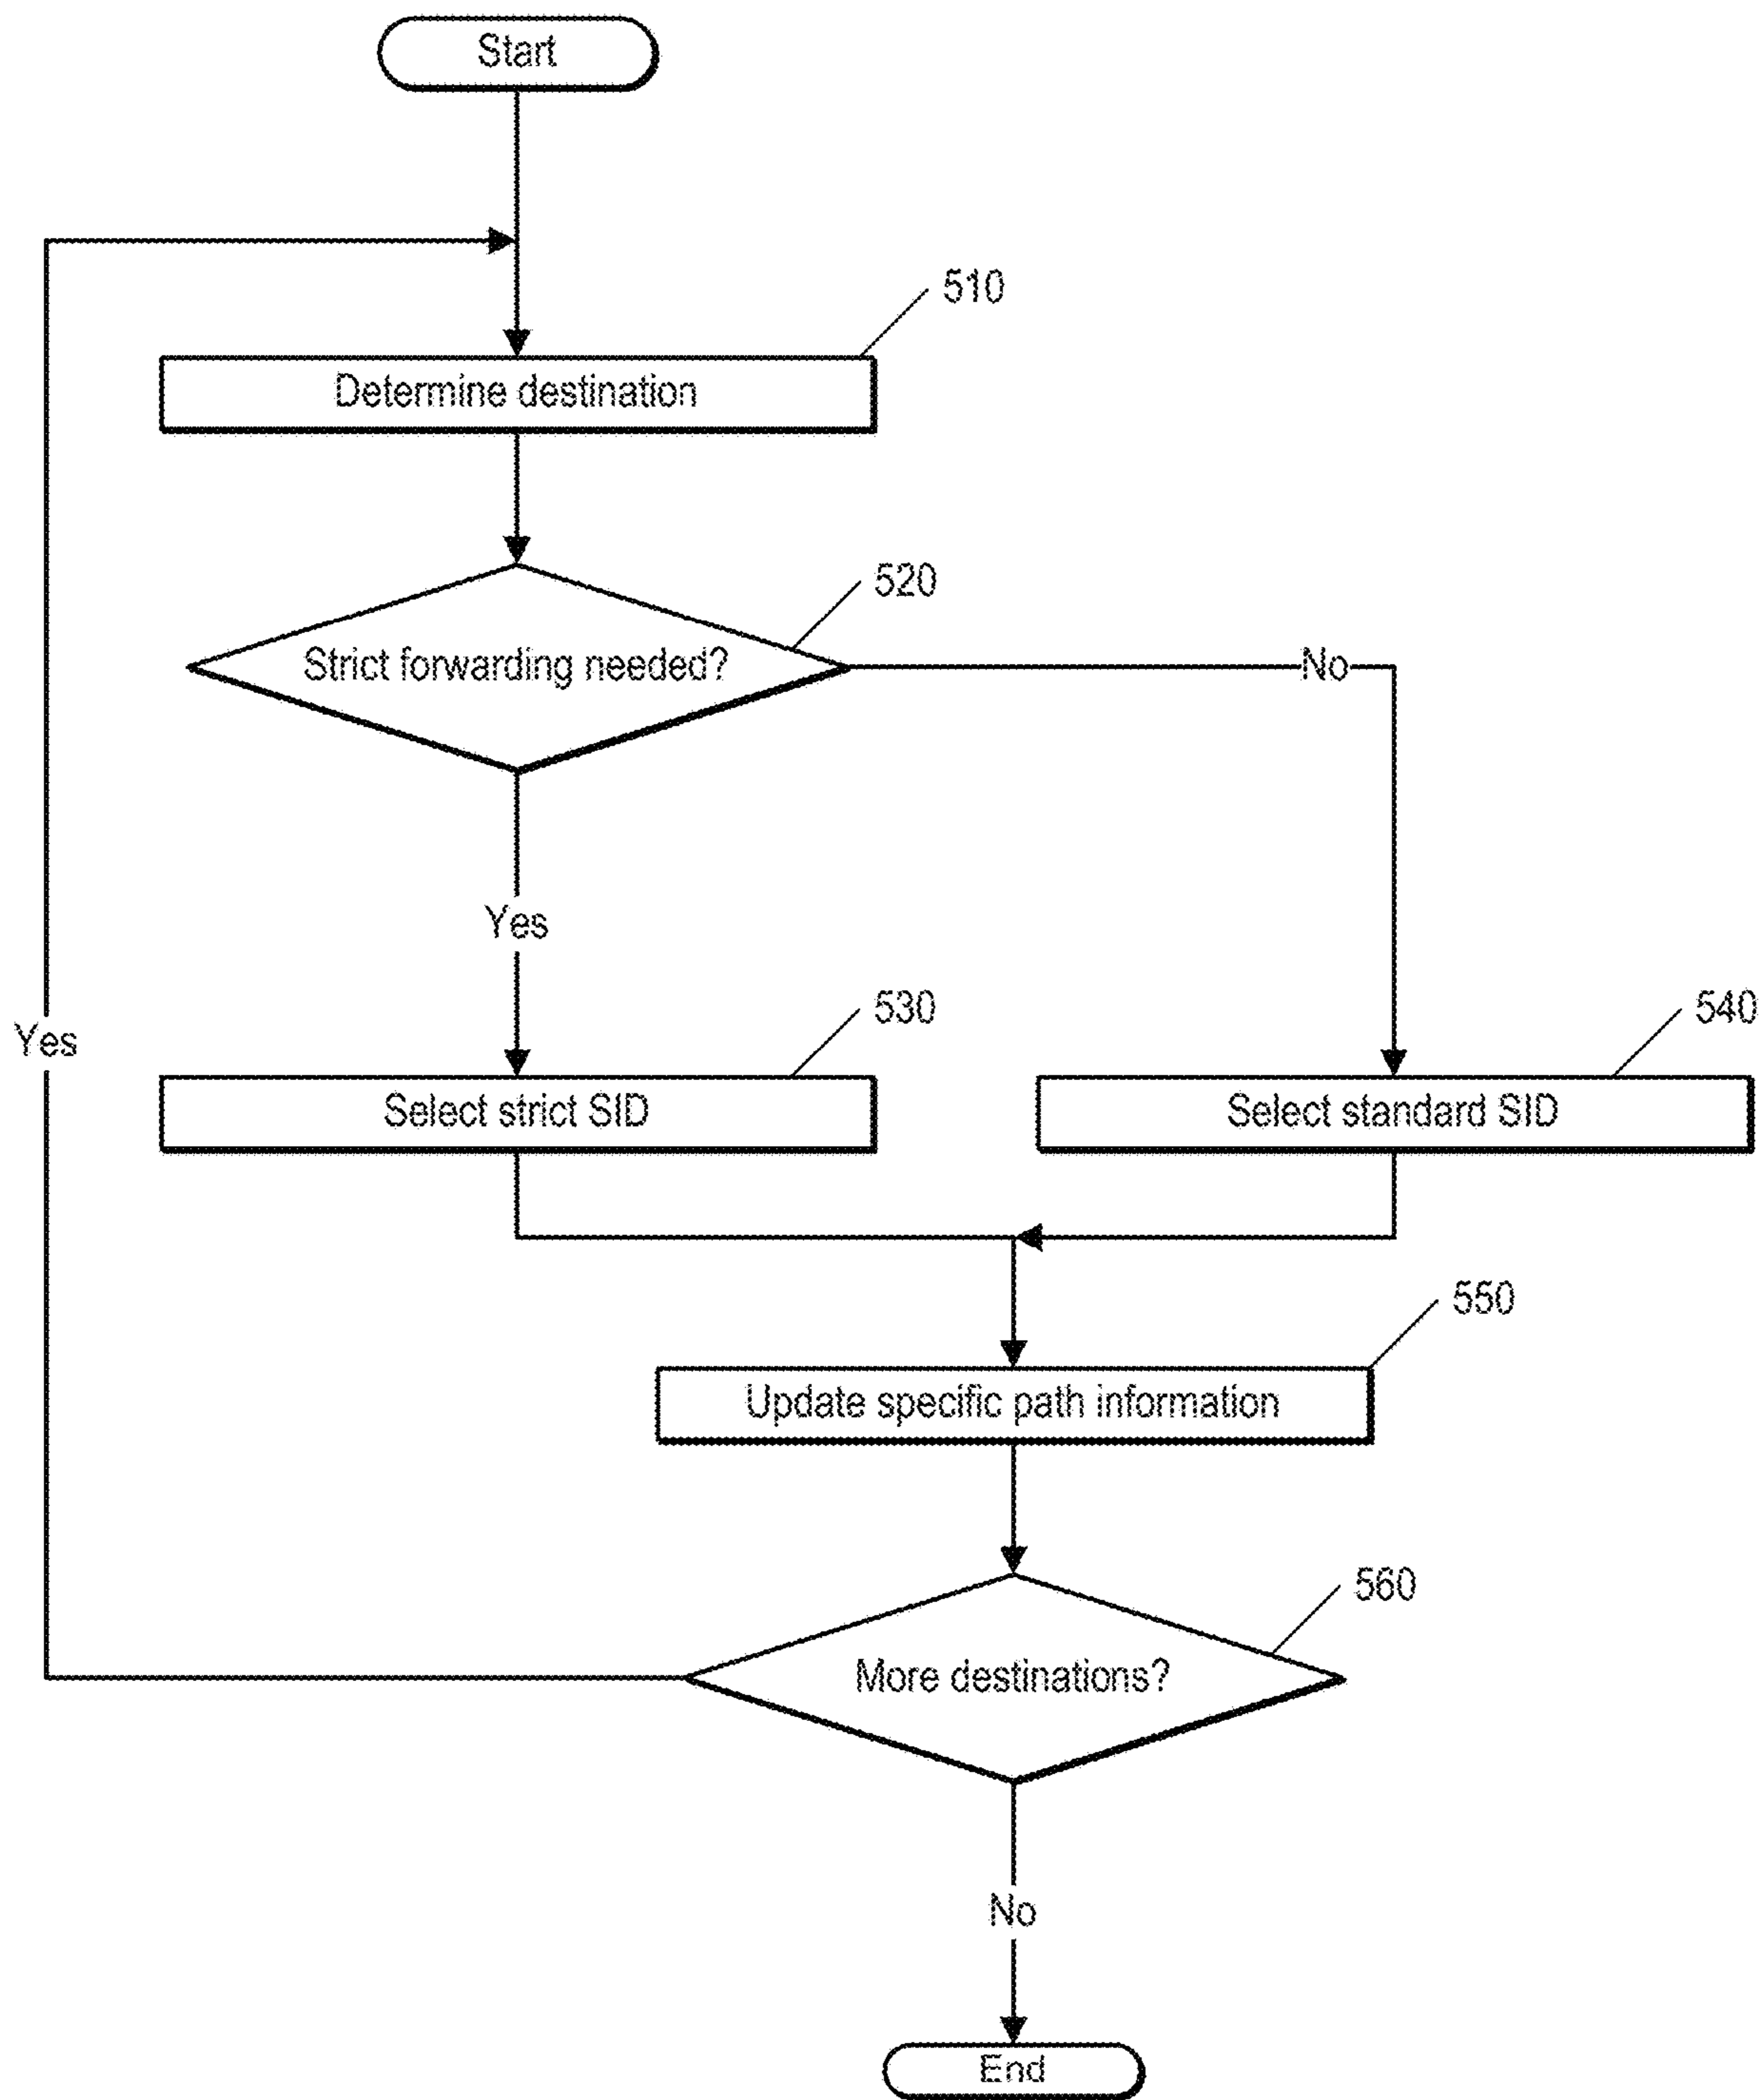 Start
510
Determine destination
520
Strict forwarding needed?
No
Yes
530
540
Yes
Select strict SID
Select standard SID
550
Update specific path information
560
More destinations?
No
End